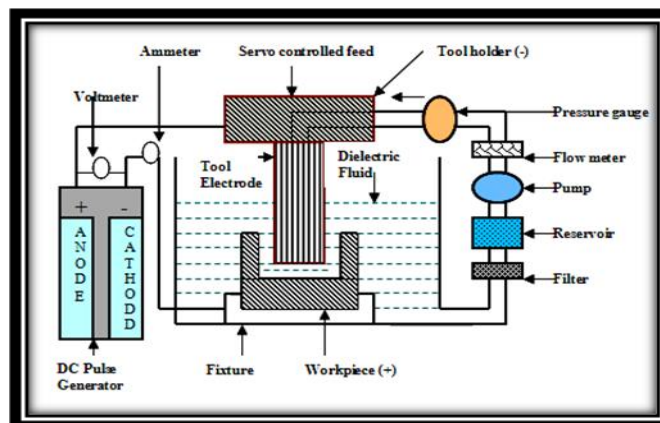 Ammeter
Servo controlled feed
Tool holder (-)
Voltmeter
Pressure gauge
Tool
Electrode
Dielectric
Fluid
Flow meter
Pump
+ -
ANODE
CATHODD
Reservoir
Filter
DC Pulse
Generator
Fixture
Workpiece (+)